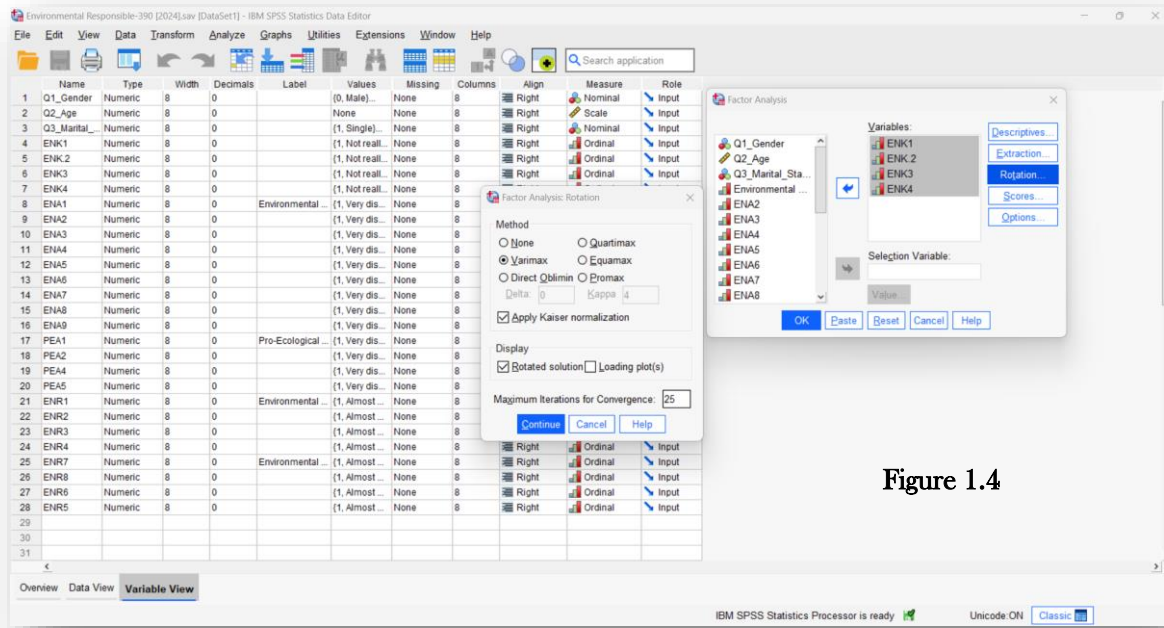 Environmental Responsible-390 [2024].sav [DataSet1] - IBM SPSS Statistics Data Editor
File Edit View Data Transform Analyze Graphs Utilities Extensions Window Help
Search application
Name Type Width Decimals Label Values Missing Columns Align Measure Role
1 Q1_Gender Numeric 8 0 {0, Male}... None 8 Right Nominal Input
2 Q2_Age Numeric 8 0 None None 8 Right Scale Input
3 Q3_Marital_... Numeric 8 0 {1, Single}... None 8 Right Nominal Input
4 ENK1 Numeric 8 0 {1, Not reall... None 8 Right Ordinal Input
5 ENK.2 Numeric 8 0 {1, Not reall... None 8 Right Ordinal Input
6 ENK3 Numeric 8 0 {1, Not reall... None 8 Right Ordinal Input
7 ENK4 Numeric 8 0 {1, Not reall... None 8 Right Ordinal Input
8 ENA1 Numeric 8 0 Environmental ... {1, Very dis... None 8
9 ENA2 Numeric 8 0 {1, Very dis... None 8
10 ENA3 Numeric 8 0 {1, Very dis... None 8
11 ENA4 Numeric 8 0 {1, Very dis... None 8
12 ENA5 Numeric 8 0 {1, Very dis... None 8
13 ENA6 Numeric 8 0 {1, Very dis... None 8
14 ENA7 Numeric 8 0 {1, Very dis... None 8
15 ENA8 Numeric 8 0 {1, Very dis... None 8
16 ENA9 Numeric 8 0 {1, Very dis... None 8
17 PEA1 Numeric 8 0 Pro-Ecological ... {1, Very dis... None 8
18 PEA2 Numeric 8 0 {1, Very dis... None 8
19 PEA4 Numeric 8 0 {1, Very dis... None 8
20 PEA5 Numeric 8 0 {1, Very dis... None 8
21 ENR1 Numeric 8 0 Environmental ... {1, Almost ... None 8
22 ENR2 Numeric 8 0 {1, Almost ... None 8
23 ENR3 Numeric 8 0 {1, Almost ... None 8
24 ENR4 Numeric 8 0 {1, Almost ... None 8 Right Ordinal Input
25 ENR7 Numeric 8 0 Environmental ... {1, Almost ... None 8 Right Ordinal Input
26 ENR8 Numeric 8 0 {1, Almost ... None 8 Right Ordinal Input
27 ENR6 Numeric 8 0 {1, Almost ... None 8 Right Ordinal Input
28 ENR5 Numeric 8 0 {1, Almost ... None 8 Right Ordinal Input
29
30
31
Factor Analysis: Rotation
Method
None Quartimax
Varimax Equamax
Direct Oblimin Promax
Delta: 0 Kappa 4
Apply Kaiser normalization
Display
Rotated solution Loading plot(s)
Maximum Iterations for Convergence: 25
Continue Cancel Help
Factor Analysis
Q1_Gender
Q2_Age
Q3_Marital_Sta...
Environmental ...
ENA2
ENA3
ENA4
ENA5
ENA6
ENA7
ENA8
Variables:
ENK1
ENK.2
ENK3
ENK4
Selection Variable:
Value...
Descriptives...
Extraction...
Rotation...
Scores...
Options...
OK Paste Reset Cancel Help
Figure 1.4
Overview Data View Variable View
IBM SPSS Statistics Processor is ready Unicode:ON Classic